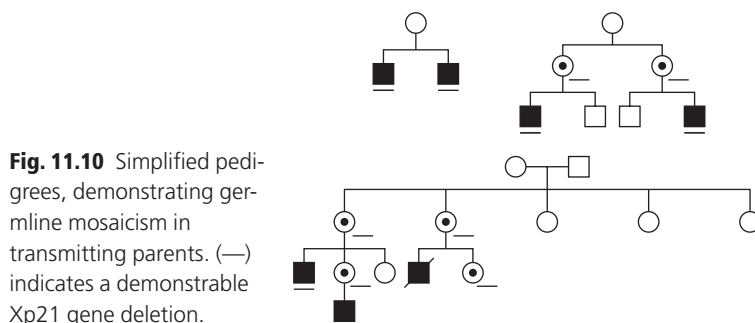 Fig. 11.10 Simplified pedi-
grees, demonstrating ger-
mline mosaicism in
transmitting parents. (—)
indicates a demonstrable
Xp21 gene deletion.